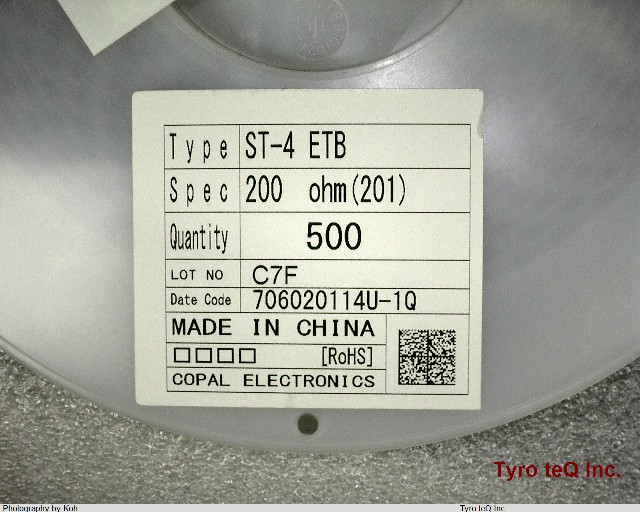 Type ST-4 ETB
Spec 200 ohm(201)
Quantity 500
LOT NO C7F
Date Code 706020114U-1Q
MADE IN CHINA
□□□□ [RoHS]
COPAL ELECTRONICS
Tyro teQ Inc.
Photography by Koh Tyro teQ Inc